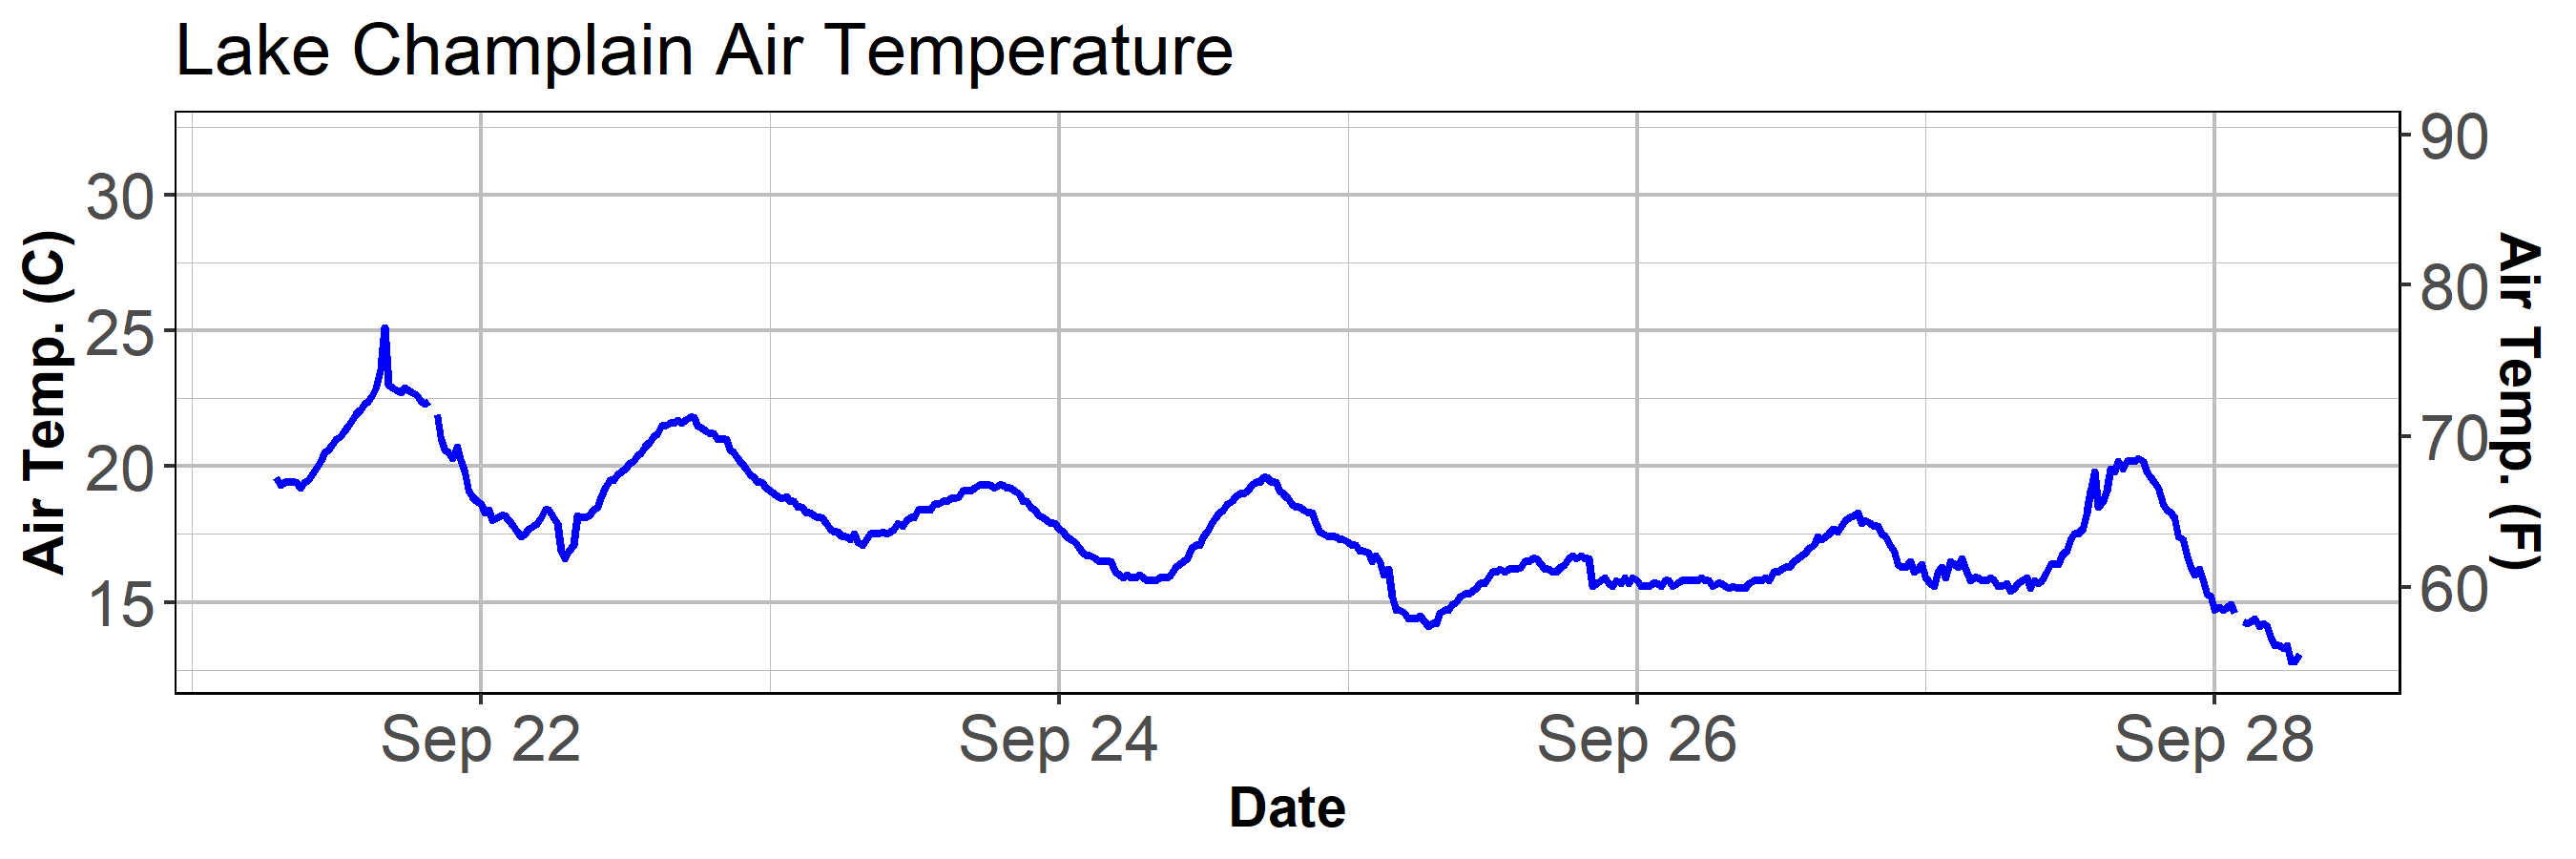 Lake Champlain Air Temperature
Air Temp. (C)
30
25
20
15
90
80
70
60
Air Temp. (F)
Sep 22
Sep 24
Sep 26
Sep 28
Date